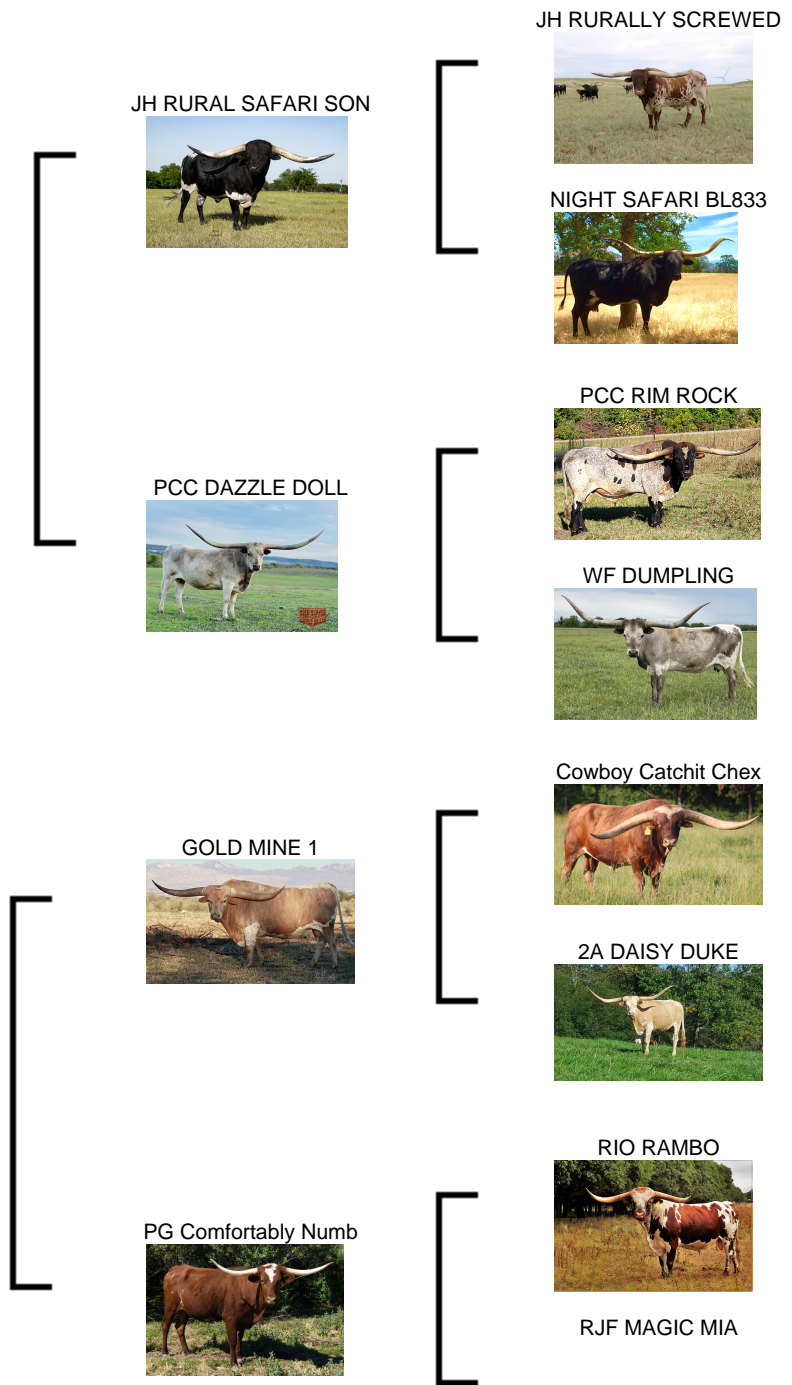 JH RURALLY SCREWED
JH RURAL SAFARI SON
NIGHT SAFARI BL833
PCC RIM ROCK
PCC DAZZLE DOLL
WF DUMPLING
Cowboy Catchit Chex
GOLD MINE 1
2A DAISY DUKE
RIO RAMBO
PG Comfortably Numb
RJF MAGIC MIA